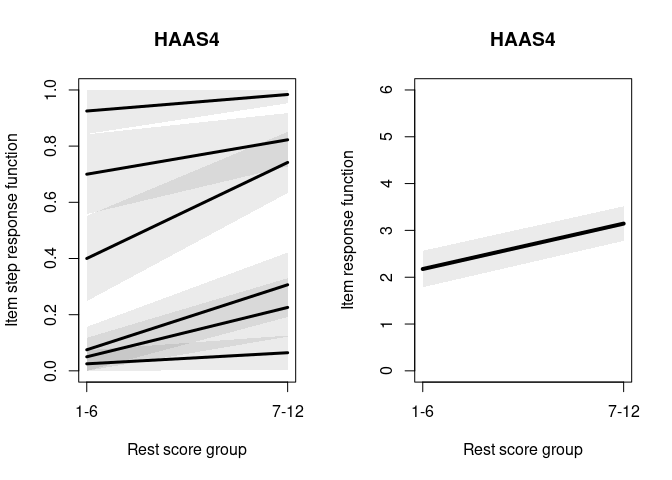 HAAS4
Item step response function
1.0
0.8
0.6
0.4
0.2
0.0
1-6
7-12
Rest score group
HAAS4
Item response function
6
5
4
3
2
1
0
1-6
7-12
Rest score group